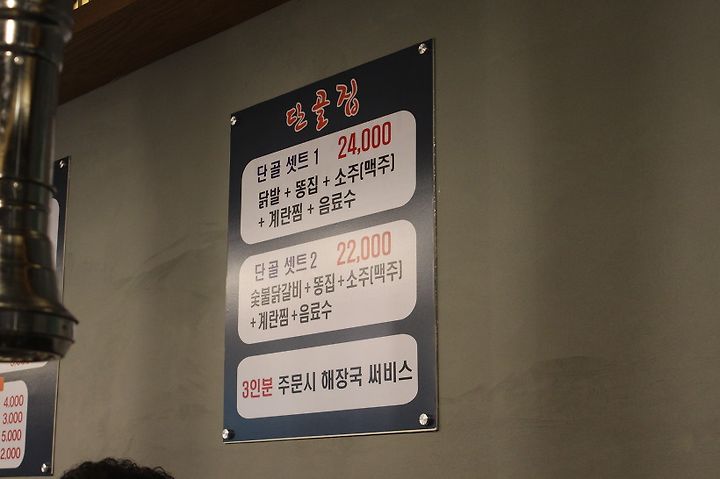 단골집
단골 셋트 1 24,000
닭발 + 똥집 + 소주(맥주)
+ 계란찜 + 음료수
단골 셋트 2 22,000
숯불닭갈비 + 똥집 + 소주(맥주)
+ 계란찜 + 음료수
3인분 주문시 해장국 써비스
4,000
3,000
5,000
2,000